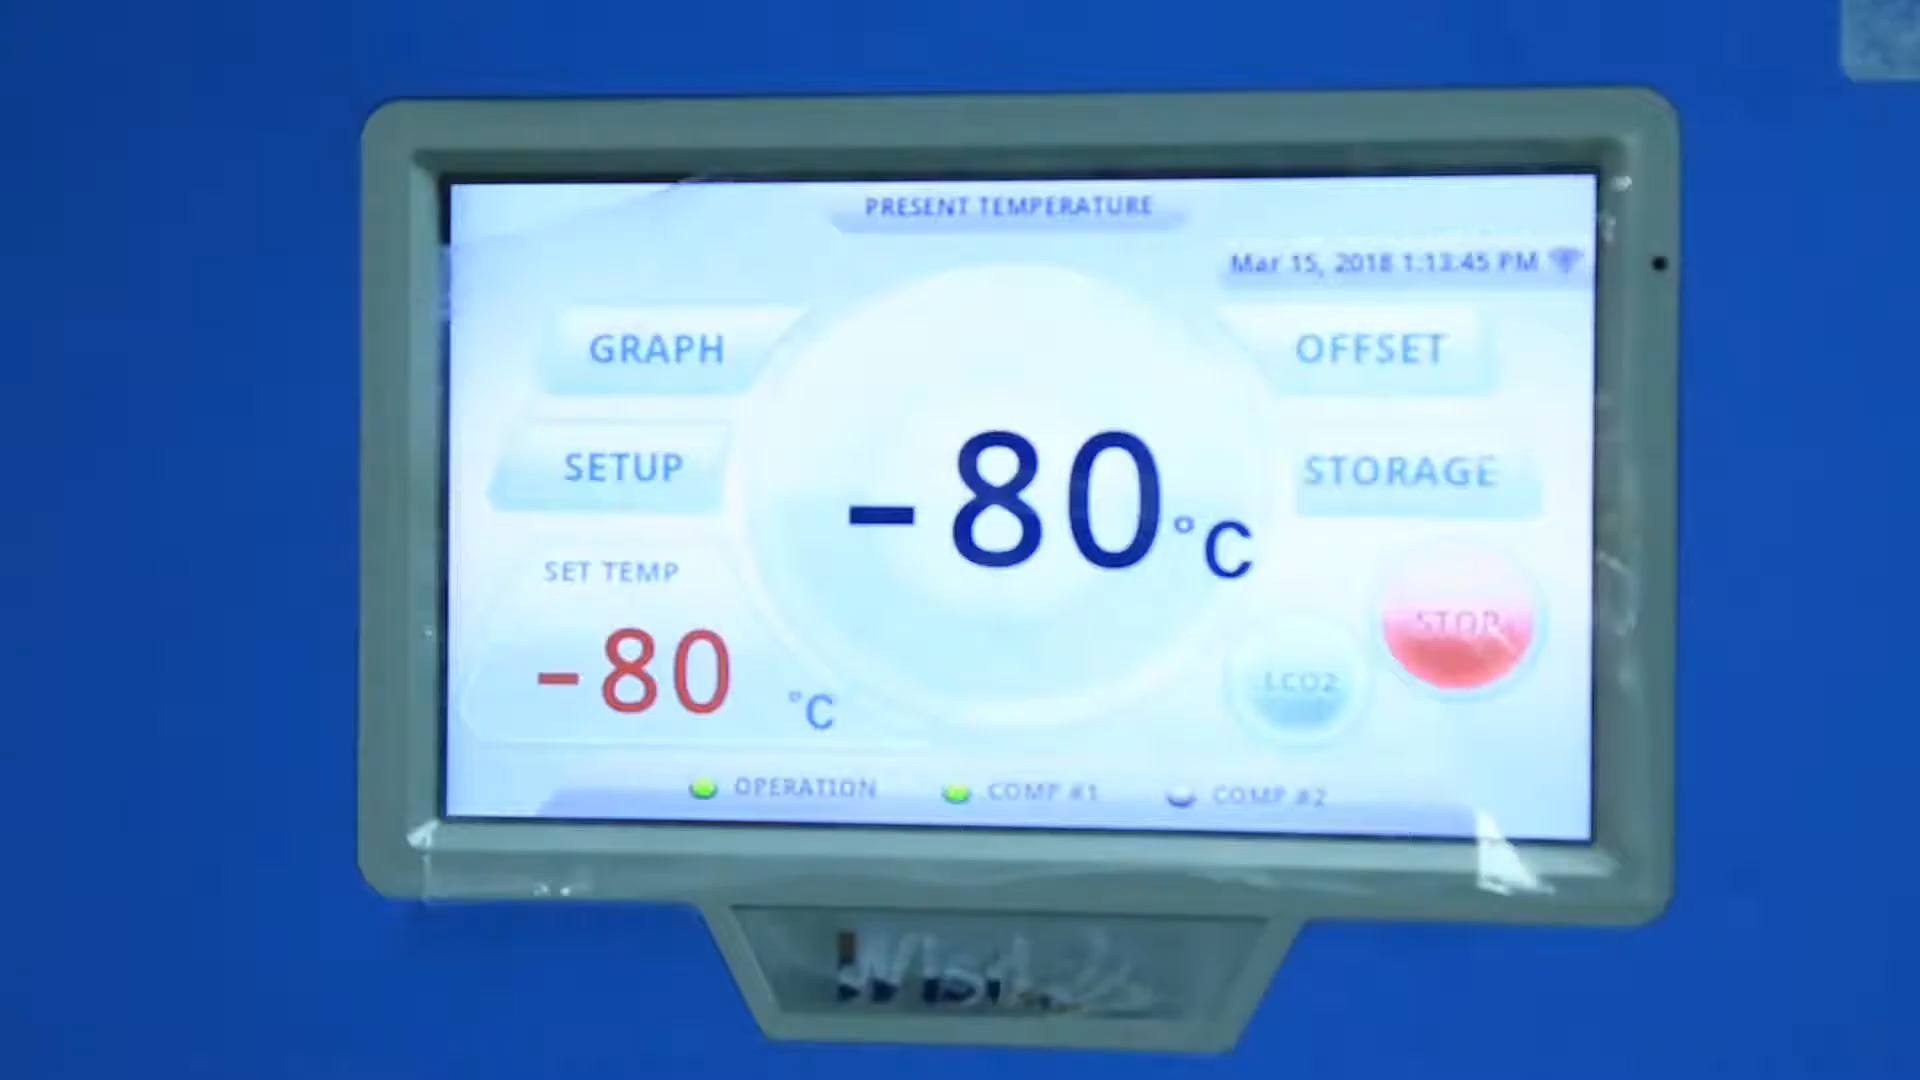 PRESENT TEMPERATURE
Mar 15, 2018 1:13:45 PM
GRAPH
OFFSET
SETUP
STORAGE
-80 °C
SET TEMP
-80 °C
STOP
LCO2
OPERATION
COMP #1
COMP #2